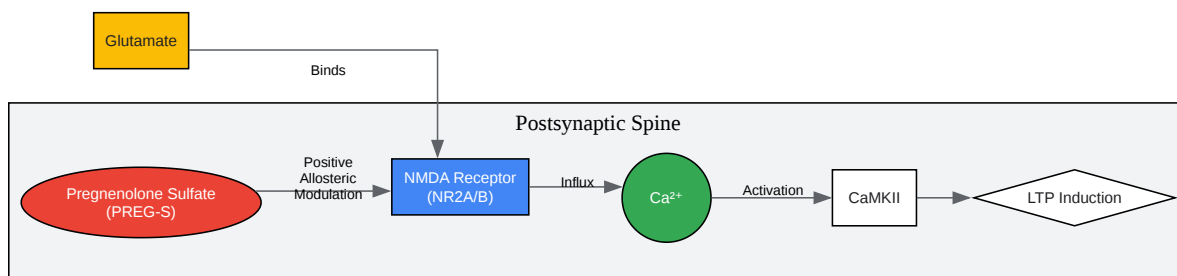 Glutamate
Binds
Postsynaptic Spine
Pregnenolone Sulfate
(PREG-S)
Positive
Allosteric
Modulation
NMDA Receptor
(NR2A/B)
Influx
Ca²⁺
Activation
CaMKII
LTP Induction